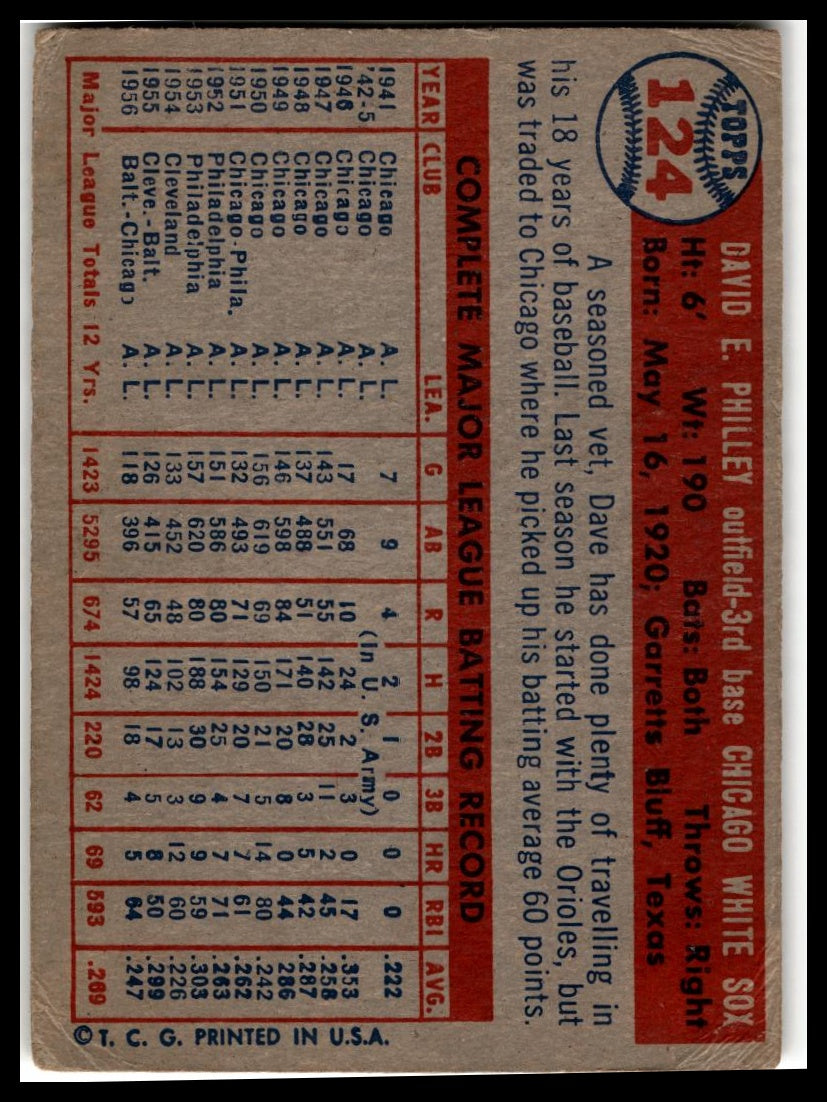 TOPPS
124
DAVID E. PHILLEY outfield-3rd base CHICAGO WHITE SOX
Ht: 6' Wt: 190 Bats: Both Throws: Right
Born: May 16, 1920; Garretts Bluff, Texas
A seasoned vet, Dave has done plenty of travelling in
his 18 years of baseball. Last season he started with the Orioles, but
was traded to Chicago where he picked up his batting average 60 points.
COMPLETE MAJOR LEAGUE BATTING RECORD
YEAR CLUB LEA. G AB R H 2B 3B HR RBI AVG.
1941 Chicago A. L. 7 9 4 2 1 0 0 0 .222
'42-5 Chicago A. L. (In U. S. Army)
1946 Chicago A. L. 17 68 10 24 2 3 0 17 .353
1947 Chicago A. L. 143 551 55 142 25 11 2 45 .258
1948 Chicago A. L. 137 488 51 140 28 3 5 42 .287
1949 Chicago A. L. 146 598 84 171 20 8 0 44 .286
1950 Chicago A. L. 156 619 69 150 21 5 14 80 .242
1951 Chicago-Phila. A. L. 132 493 71 129 20 7 7 61 .262
1952 Philadelphia A. L. 151 586 80 154 25 4 7 71 .263
1953 Philadelphia A. L. 157 620 80 188 30 9 9 59 .303
1954 Cleveland A. L. 133 452 48 102 13 3 12 60 .226
1955 Cleve.-Balt. A. L. 126 415 65 124 17 5 8 50 .299
1956 Balt.-Chicago A. L. 118 396 57 98 18 4 5 64 .247
Major League Totals 12 Yrs. 1423 5295 674 1424 220 62 69 593 .269
© T. C. G. PRINTED IN U.S.A.